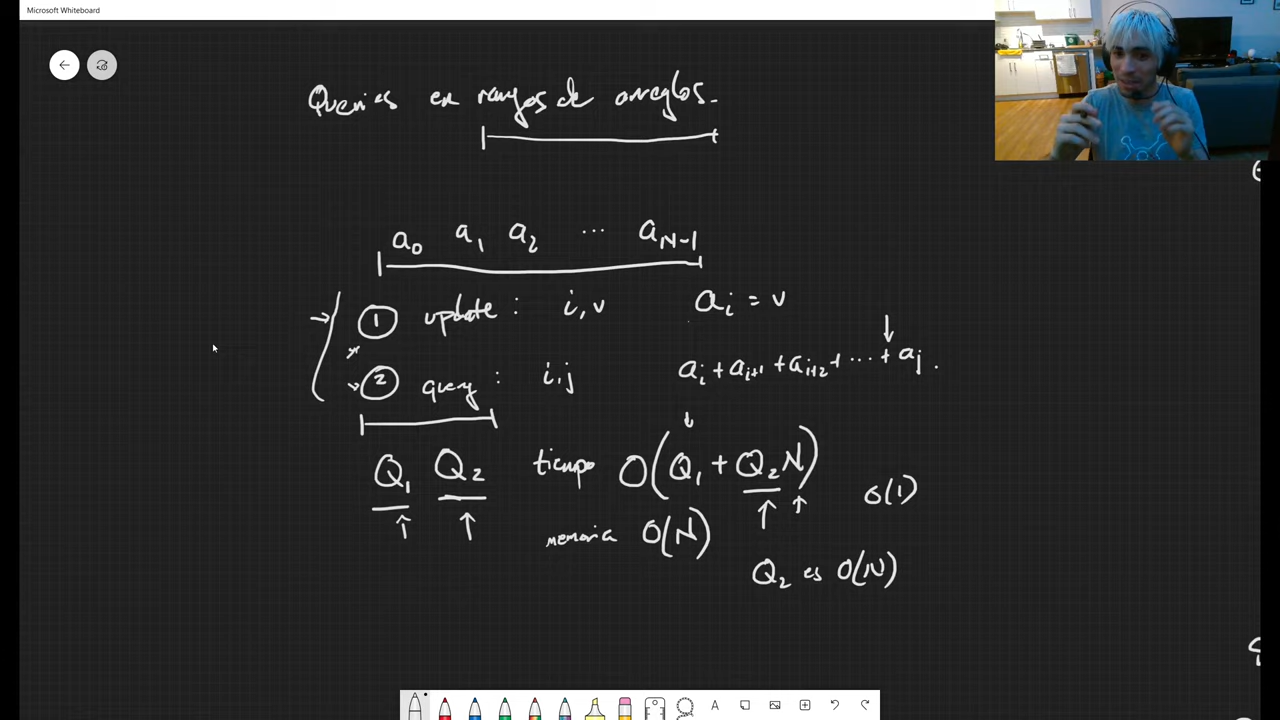 Microsoft Whiteboard
Queries en rangos de arreglos.
a₀ a₁ a₂ ... a_{N-1}
① update : i, v aᵢ = v
② query : i, j aᵢ + aᵢ₊₁ + aᵢ₊₂ + ... + aⱼ.
Q₁ Q₂ tiempo O(Q₁ + Q₂N) O(1)
memoria O(N)
Q₂ es O(N)
A